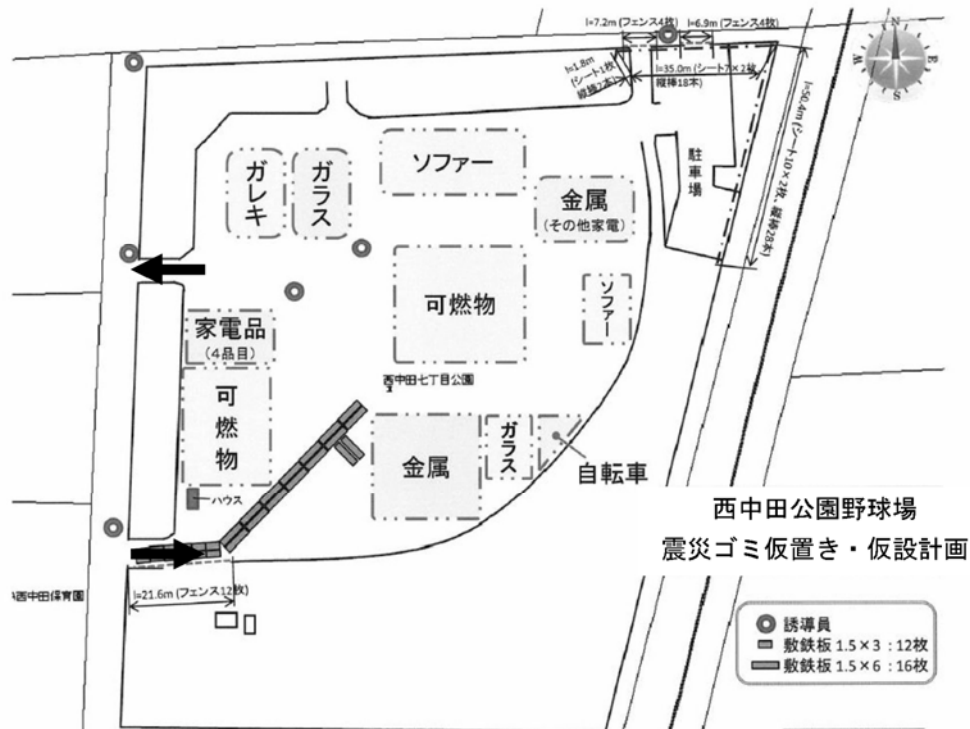 l=7.2m (フェンス4枚)
l=6.9m (フェンス4枚)
l=1.8m
(シート1枚
縦棒2本)
l=35.0m (シート7×2枚
縦棒18本)
N
W
E
S
l=50.4m (シート10×2枚、縦棒28本)
駐車場
ガレキ
ガラス
ソファー
金属
(その他家電)
可燃物
ソファー
家電品
(4品目)
西中田七丁目公園
可燃物
金属
ガラス
自転車
ハウス
西中田公園野球場
震災ゴミ仮置き・仮設計画
西中田保育園
l=21.6m (フェンス12枚)
誘導員
敷鉄板 1.5×3 : 12枚
敷鉄板 1.5×6 : 16枚